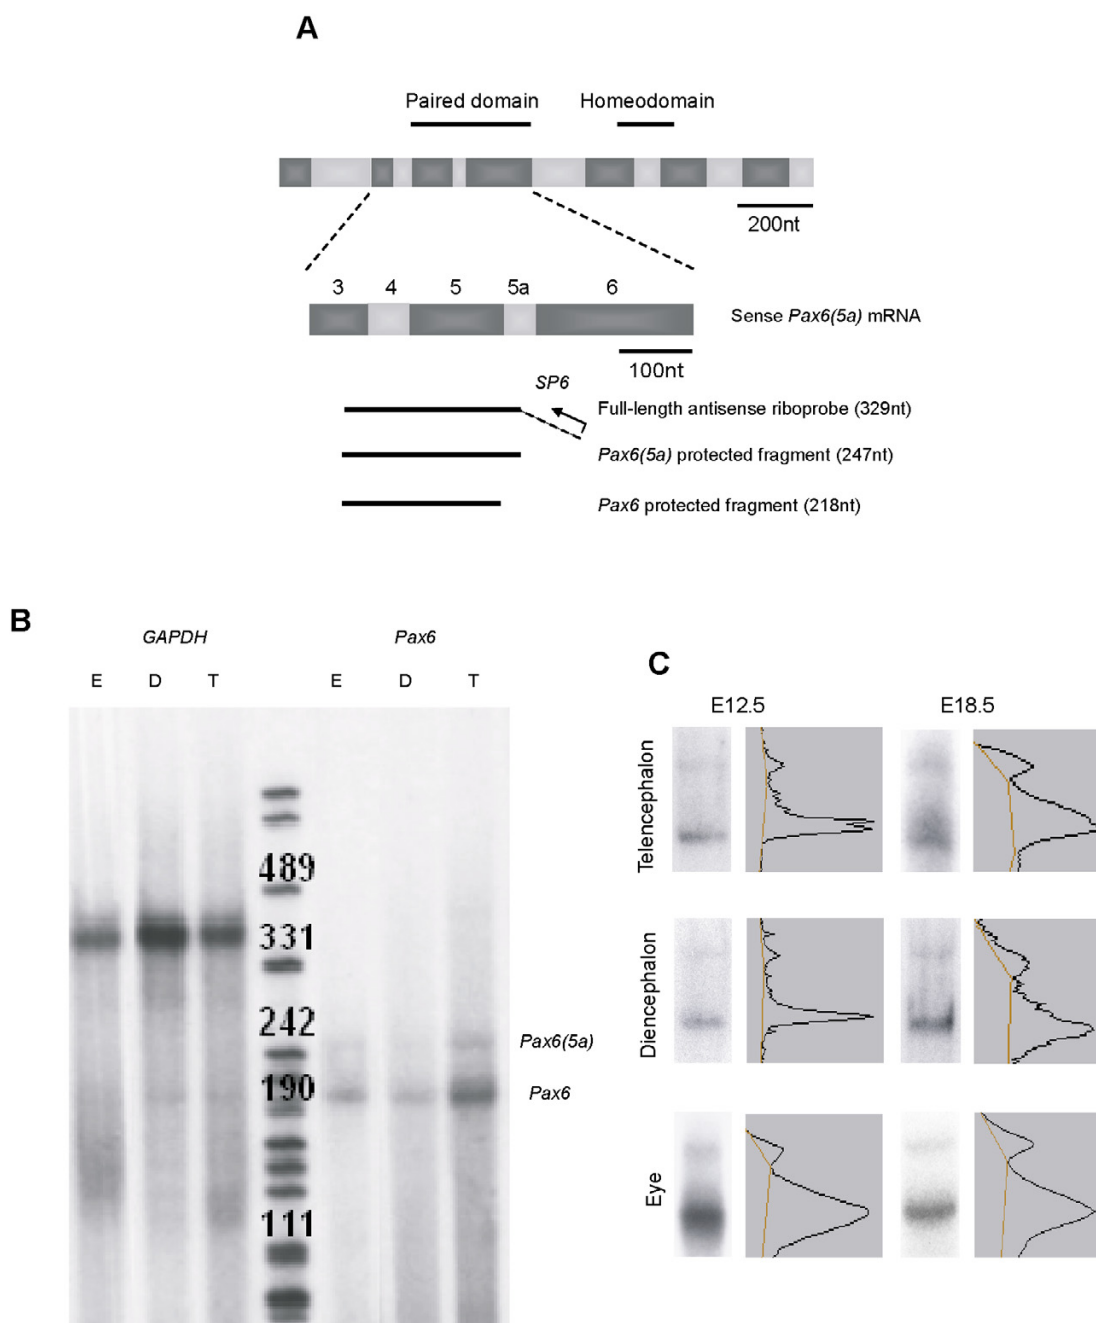 A
Paired domain Homeodomain
200nt
3 4 5 5a 6
Sense Pax6(5a) mRNA
100nt
SP6
Full-length antisense riboprobe (329nt)
Pax6(5a) protected fragment (247nt)
Pax6 protected fragment (218nt)
B
GAPDH Pax6
E D T E D T
489
331
242
190
111
Pax6(5a)
Pax6
C
E12.5 E18.5
Telencephalon
Diencephalon
Eye